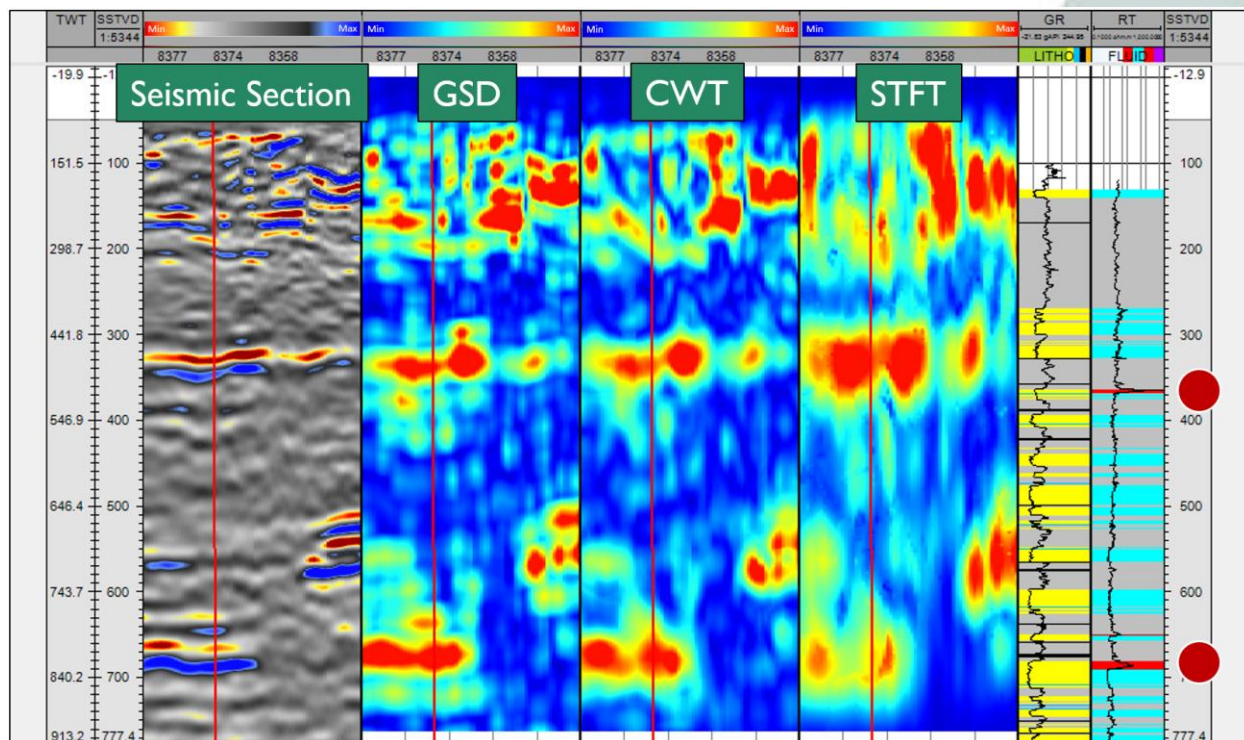 TWT SSTVD GR RT SSTVD
1:5344 Min Max Min Max Min Max Min Max 1:5344
8377 8374 8358 8377 8374 8358 8377 8374 8358 8377 8374 8358 LITHO FLUID
Seismic Section GSD CWT STFT
-19.9 -12.9
151.5 100 100
298.7 200 200
441.8 300 300
546.9 400 400
646.4 500 500
743.7 600 600
840.2 700
913.2 777.4 777.4